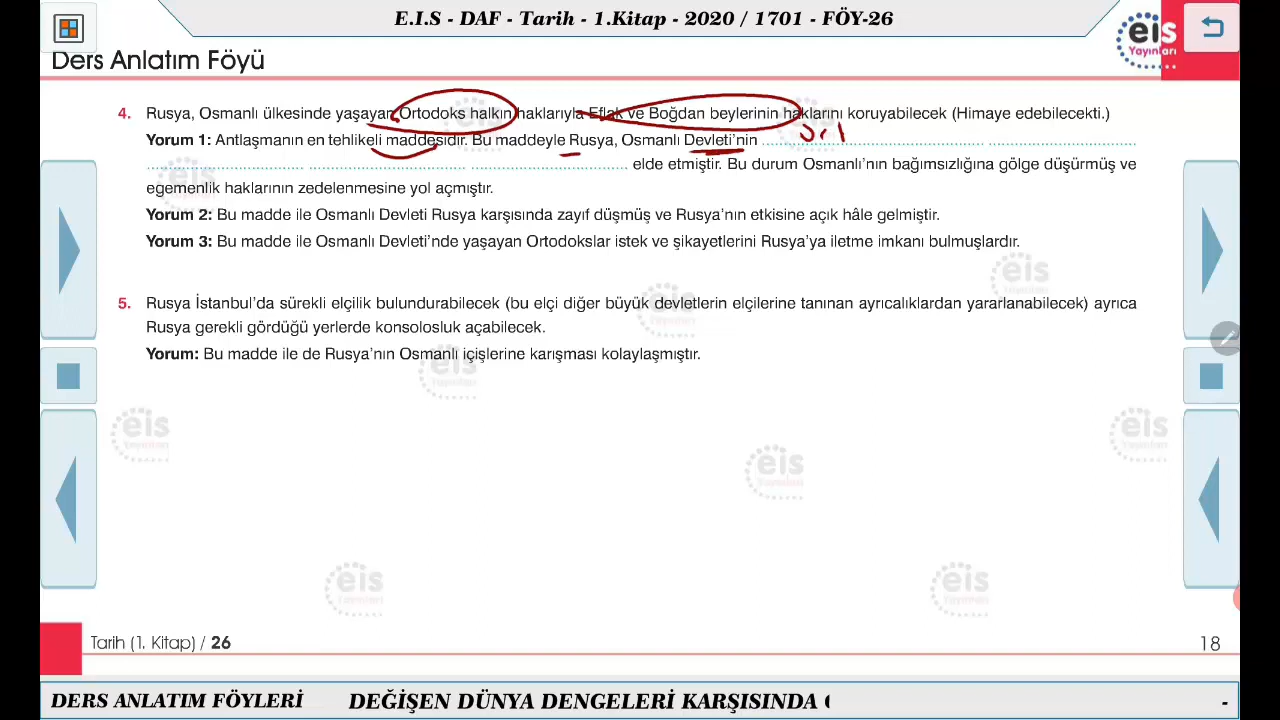 E.I.S - DAF - Tarih - 1.Kitap - 2020 / 1701 - FÖY-26
eis
Yayınları
Ders Anlatım Föyü
4. Rusya, Osmanlı ülkesinde yaşayan Ortodoks halkın haklarıyla Eflak ve Boğdan beylerinin haklarını koruyabilecek (Himaye edebilecekti.)
Yorum 1: Antlaşmanın en tehlikeli maddesidir. Bu maddeyle Rusya, Osmanlı Devleti'nin
elde etmiştir. Bu durum Osmanlı'nın bağımsızlığına gölge düşürmüş ve
egemenlik haklarının zedelenmesine yol açmıştır.
Yorum 2: Bu madde ile Osmanlı Devleti Rusya karşısında zayıf düşmüş ve Rusya'nın etkisine açık hâle gelmiştir.
Yorum 3: Bu madde ile Osmanlı Devleti'nde yaşayan Ortodokslar istek ve şikayetlerini Rusya'ya iletme imkanı bulmuşlardır.
5. Rusya İstanbul'da sürekli elçilik bulundurabilecek (bu elçi diğer büyük devletlerin elçilerine tanınan ayrıcalıklardan yararlanabilecek) ayrıca
Rusya gerekli gördüğü yerlerde konsolosluk açabilecek.
Yorum: Bu madde ile de Rusya'nın Osmanlı içişlerine karışması kolaylaşmıştır.
Tarih (1. Kitap) / 26
18
DERS ANLATIM FÖYLERİ DEĞİŞEN DÜNYA DENGELERİ KARŞISINDA
-